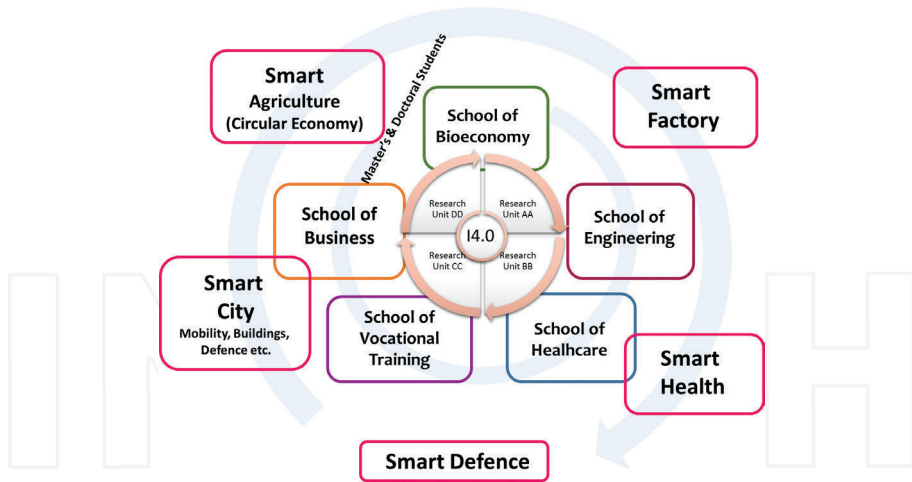 Smart
Agriculture
(Circular Economy)
Master's & Doctoral Students
School of
Bioeconomy
Smart
Factory
School of
Business
Research
Unit DD
Research
Unit AA
I4.0
Research
Unit CC
Research
Unit BB
School of
Engineering
Smart
City
Mobility, Buildings,
Defence etc.
School of
Vocational
Training
School of
Healhcare
Smart
Health
Smart Defence